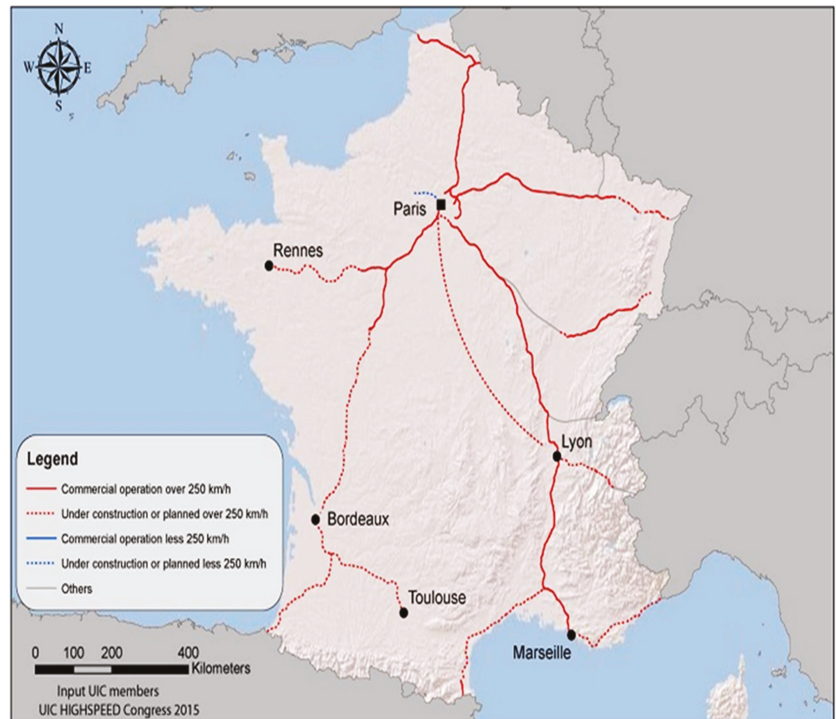 N
W E
S
Paris
Rennes
Lyon
Legend
Commercial operation over 250 km/h
Under construction or planned over 250 km/h
Commercial operation less 250 km/h
Under construction or planned less 250 km/h
Others
Bordeaux
Toulouse
Marseille
0 100 200 400
Kilometers
Input UIC members
UIC HIGHSPEED Congress 2015